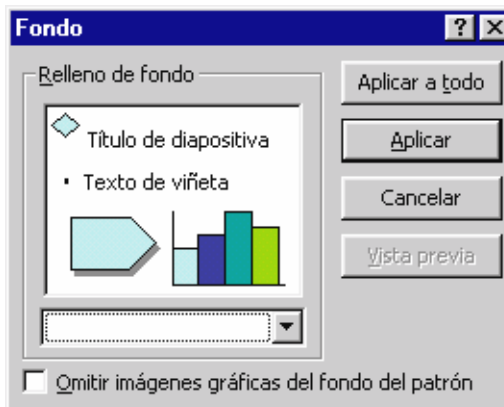 Fondo
Relleno de fondo
Título de diapositiva
Texto de viñeta
Aplicar a todo
Aplicar
Cancelar
Vista previa
Omitir imágenes gráficas del fondo del patrón